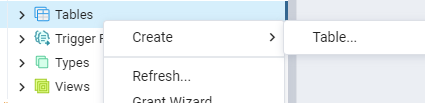 Tables
Trigger F
Create
Table...
Types
Refresh...
Views
Grant Wizard